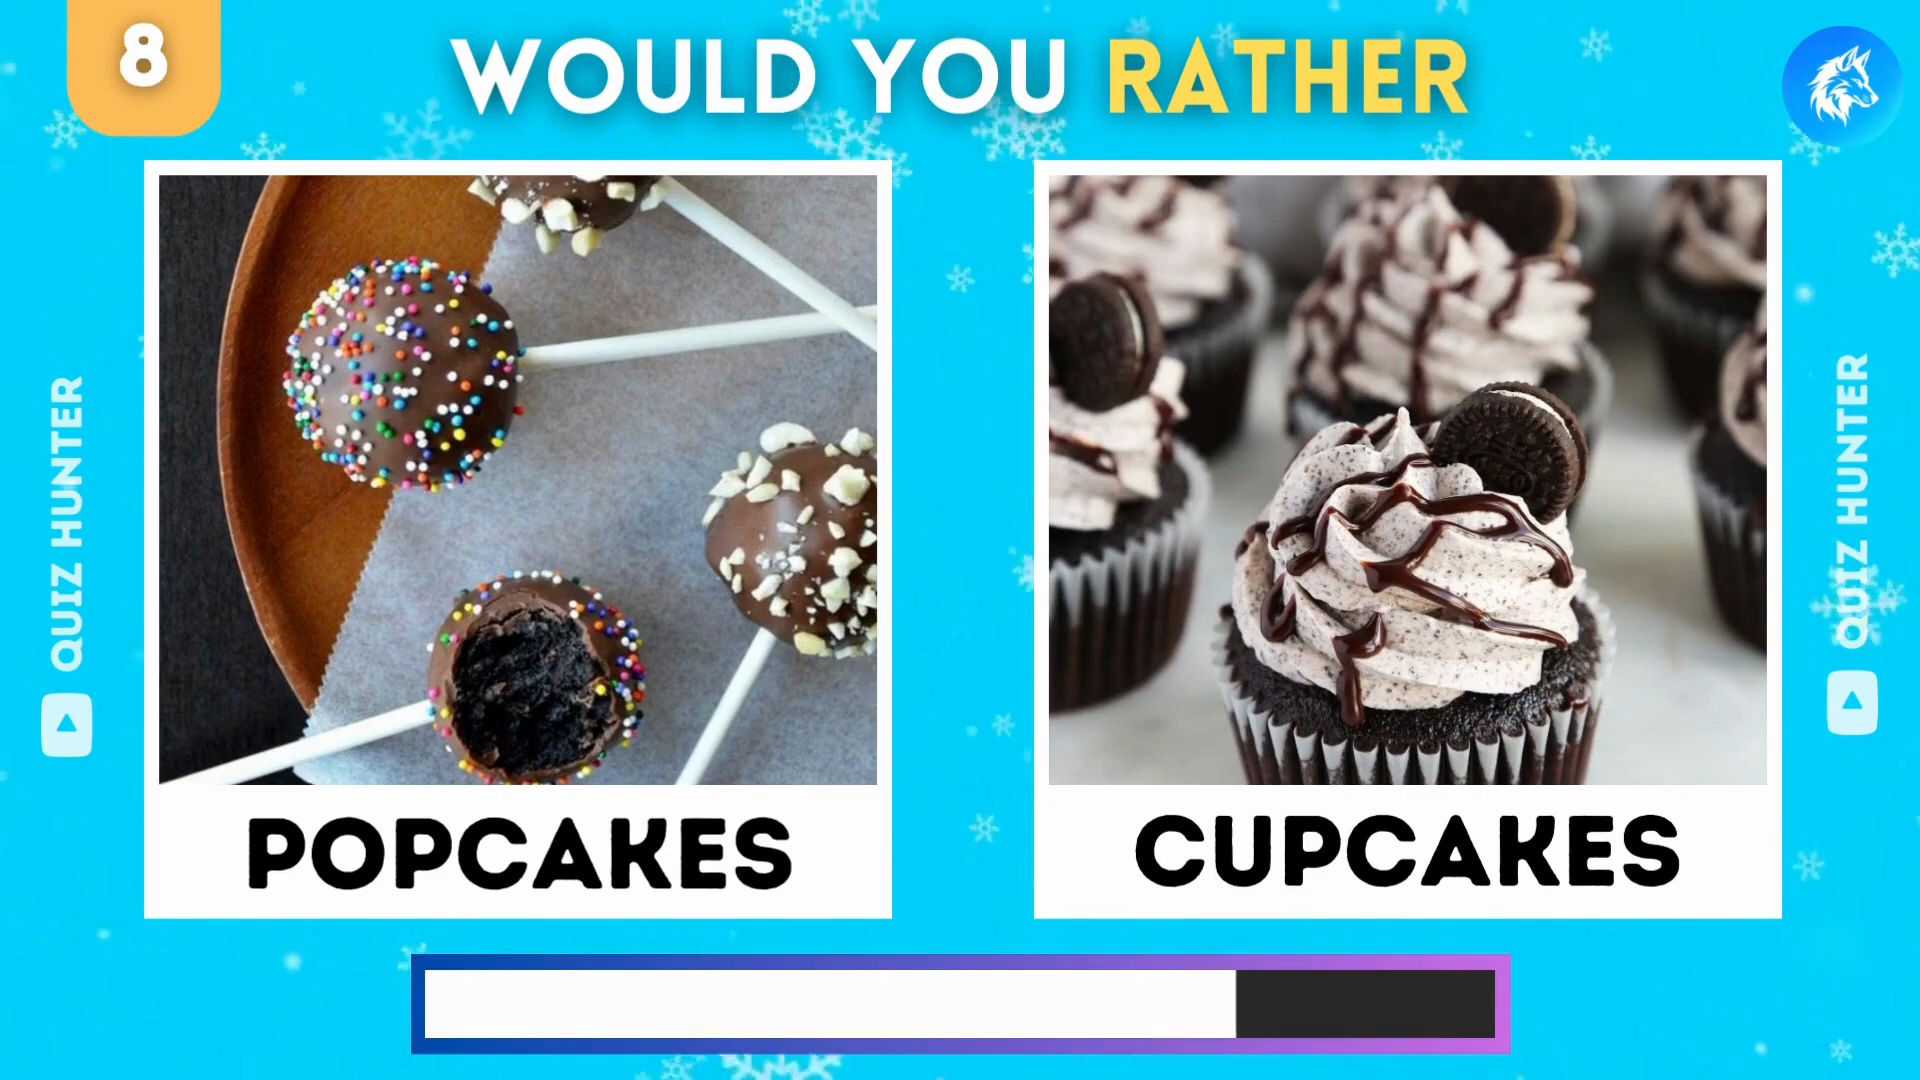 8
WOULD YOU RATHER
QUIZ HUNTER
POPCAKES
CUPCAKES
QUIZ HUNTER